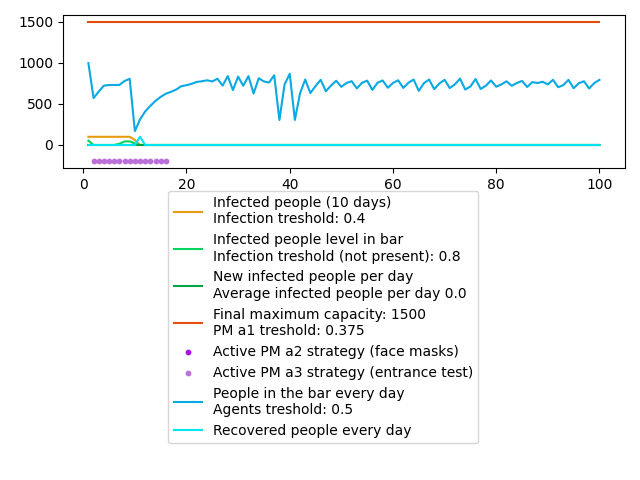 1500
1000
500
0
0 20 40 60 80 100
Infected people (10 days)
Infection treshold: 0.4
Infected people level in bar
Infection treshold (not present): 0.8
New infected people per day
Average infected people per day 0.0
Final maximum capacity: 1500
PM a1 treshold: 0.375
Active PM a2 strategy (face masks)
Active PM a3 strategy (entrance test)
People in the bar every day
Agents treshold: 0.5
Recovered people every day